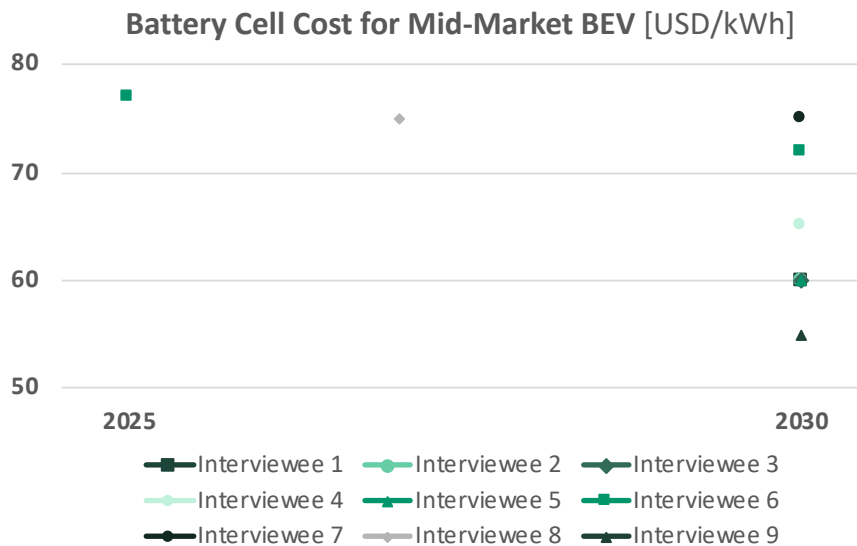 Battery Cell Cost for Mid-Market BEV [USD/kWh]
80
70
60
50
2025 2030
Interviewee 1 Interviewee 2 Interviewee 3
Interviewee 4 Interviewee 5 Interviewee 6
Interviewee 7 Interviewee 8 Interviewee 9